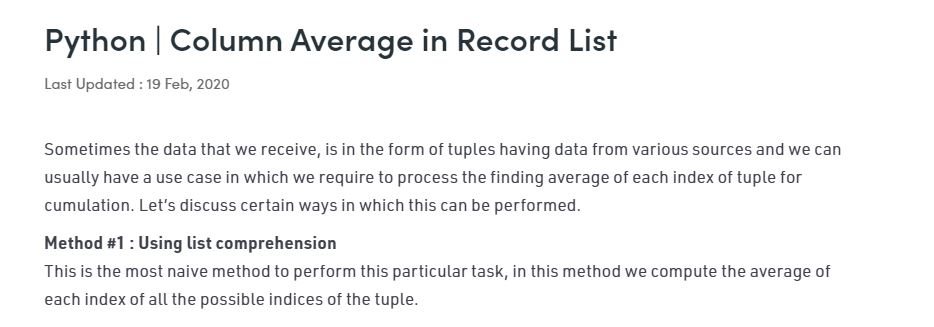 Python | Column Average in Record List
Last Updated : 19 Feb, 2020
Sometimes the data that we receive, is in the form of tuples having data from various sources and we can
usually have a use case in which we require to process the finding average of each index of tuple for
cumulation. Let’s discuss certain ways in which this can be performed.
Method #1 : Using list comprehension
This is the most naive method to perform this particular task, in this method we compute the average of
each index of all the possible indices of the tuple.